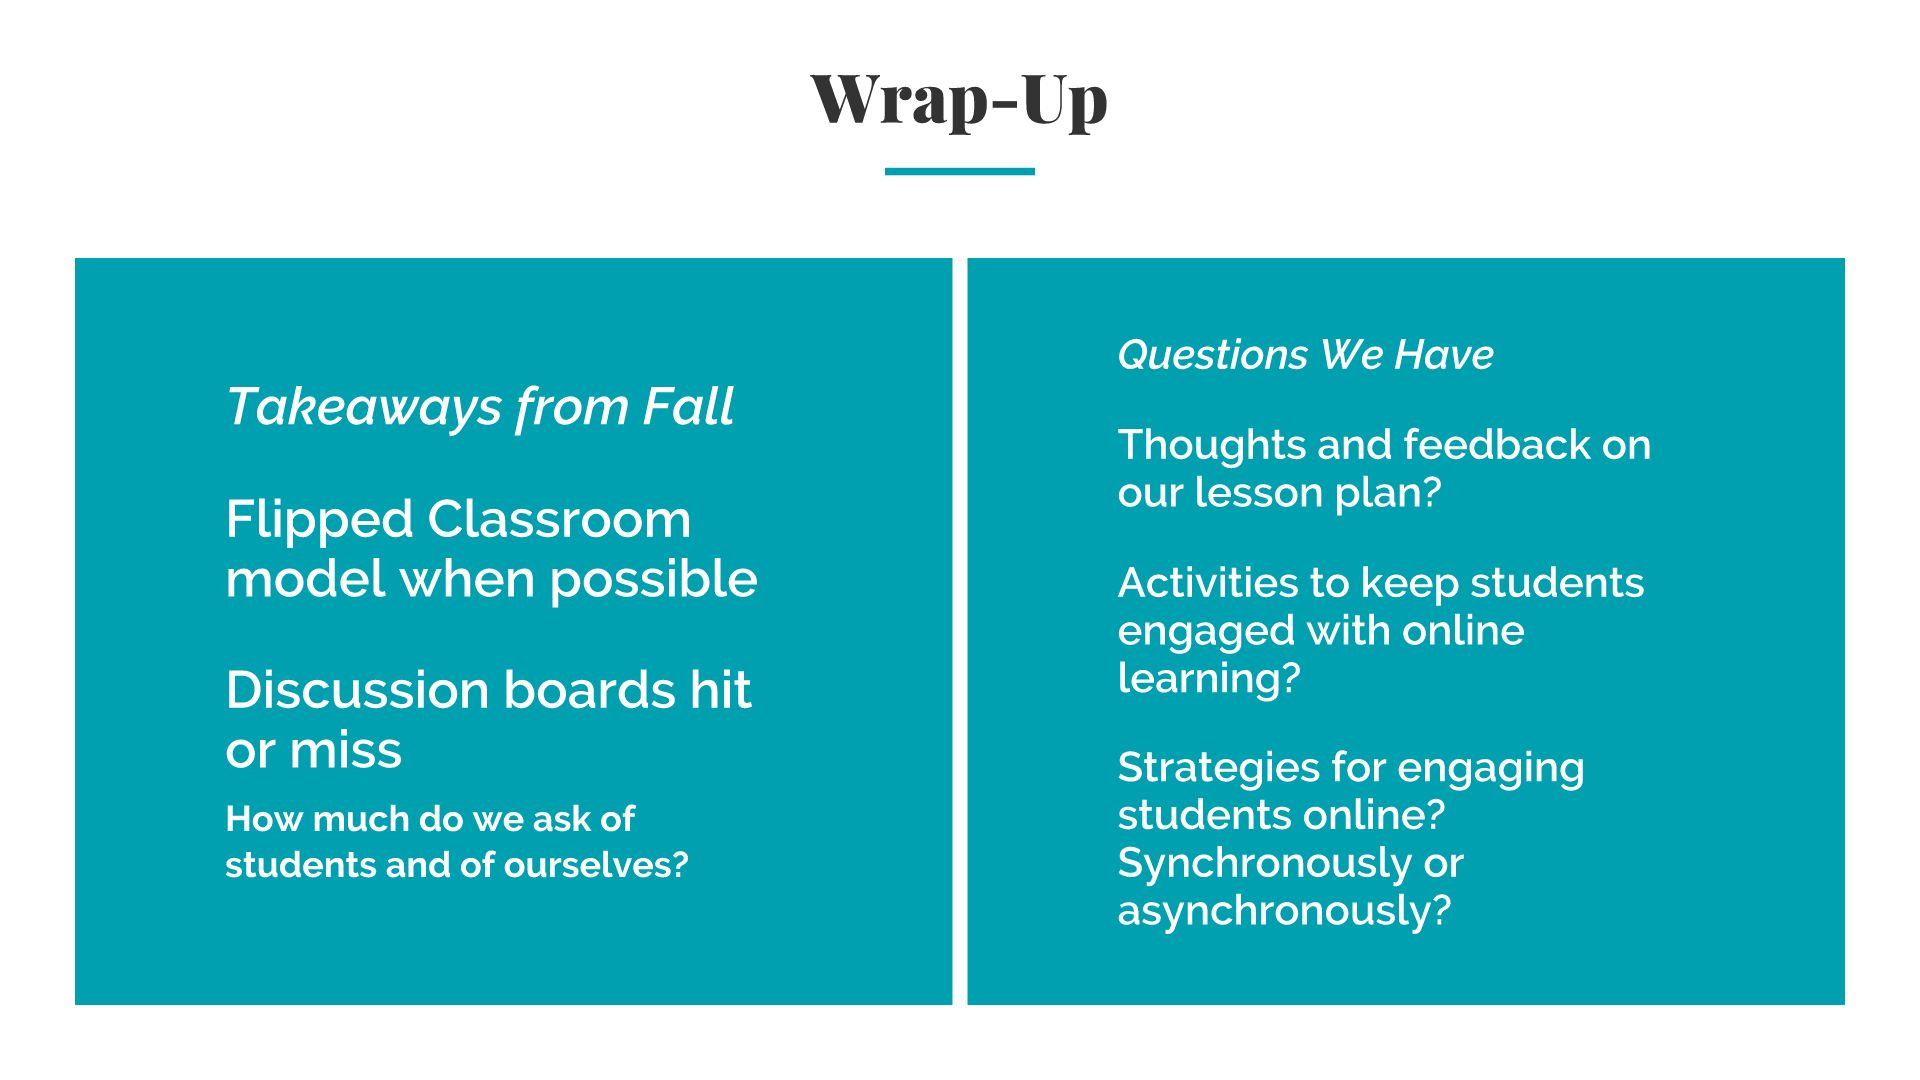 Wrap-Up
Takeaways from Fall
Flipped Classroom
model when possible
Discussion boards hit
or miss
How much do we ask of
students and of ourselves?
Questions We Have
Thoughts and feedback on
our lesson plan?
Activities to keep students
engaged with online
learning?
Strategies for engaging
students online?
Synchronously or
asynchronously?